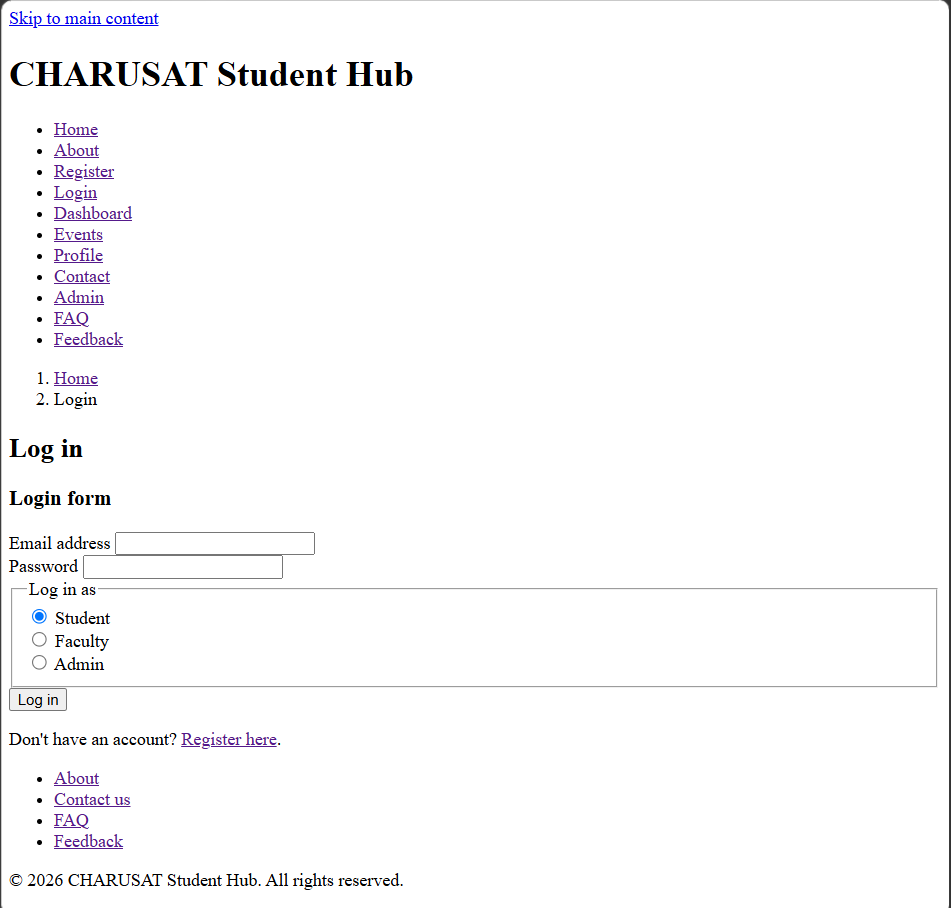 Skip to main content
CHARUSAT Student Hub
Home
About
Register
Login
Dashboard
Events
Profile
Contact
Admin
FAQ
Feedback
1. Home
2. Login
Log in
Login form
Email address
Password
Log in as
Student
Faculty
Admin
Log in
Don't have an account? Register here.
About
Contact us
FAQ
Feedback
© 2026 CHARUSAT Student Hub. All rights reserved.